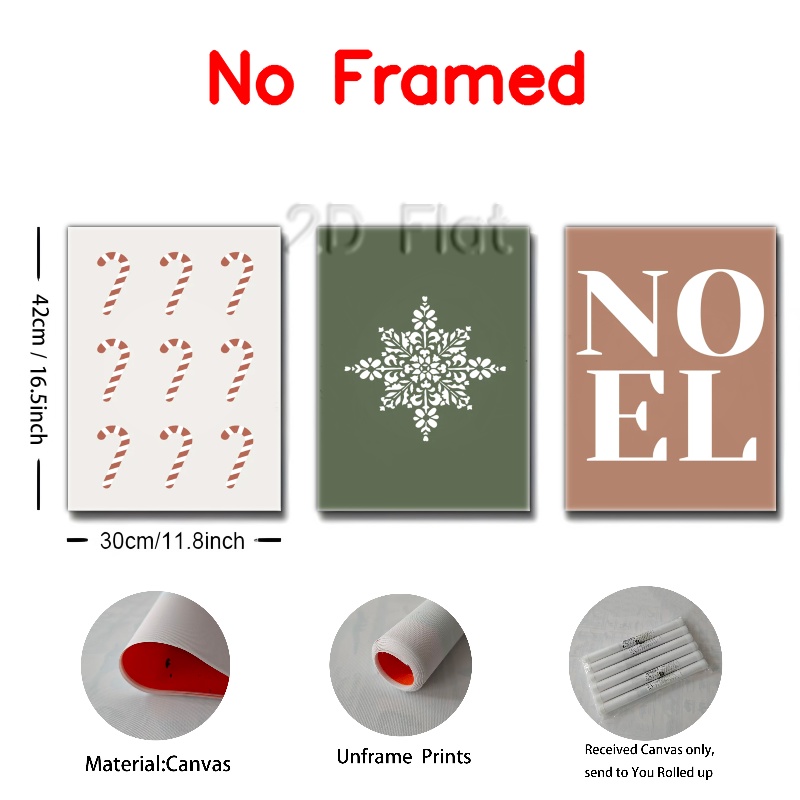 No Framed
2D Flat
42cm / 16.5inch
NO
EL
30cm/11.8inch
Material:Canvas
Unframe Prints
Received Canvas only,
send to You Rolled up